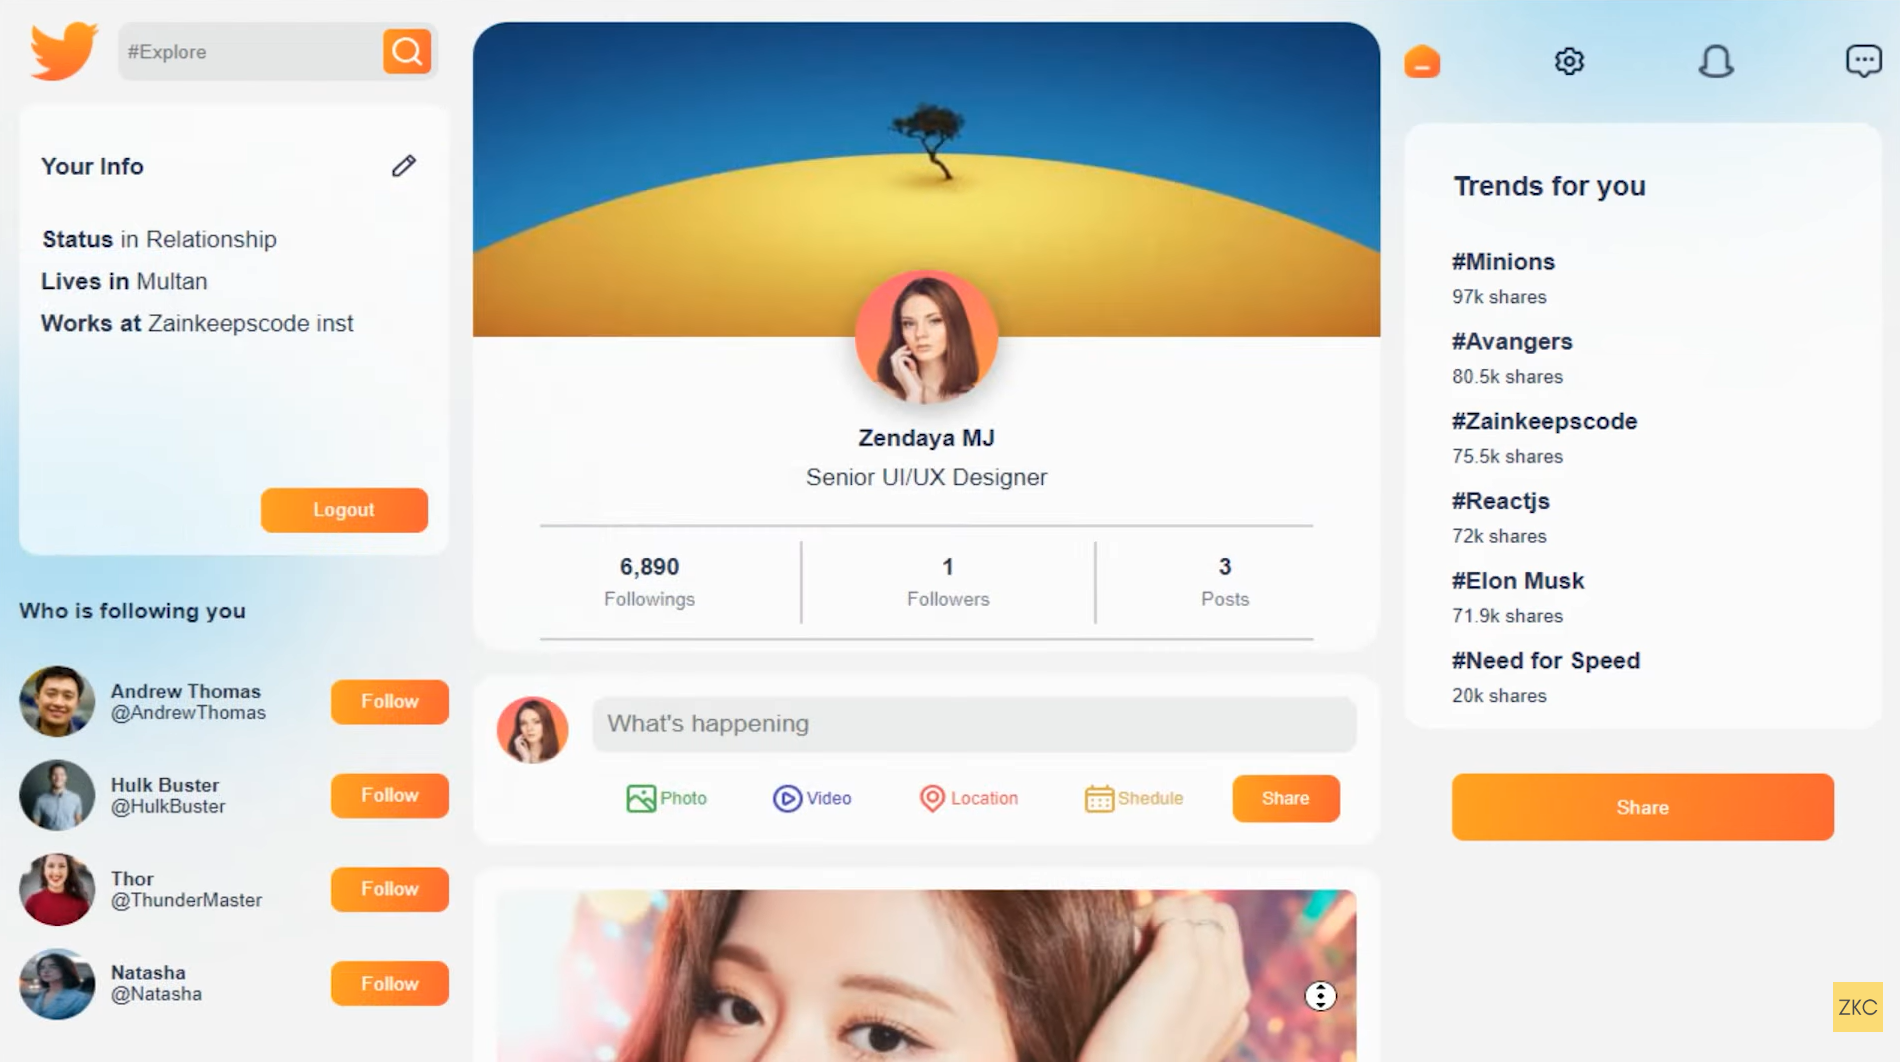 #Explore
Your Info
Status in Relationship
Lives in Multan
Works at Zainkeepscode inst
Logout
Who is following you
Andrew Thomas
@AndrewThomas
Follow
Hulk Buster
@HulkBuster
Follow
Thor
@ThunderMaster
Follow
Natasha
@Natasha
Follow
Zendaya MJ
Senior UI/UX Designer
6,890
Followings
1
Followers
3
Posts
What's happening
Photo
Video
Location
Shedule
Share
Trends for you
#Minions
97k shares
#Avangers
80.5k shares
#Zainkeepscode
75.5k shares
#Reactjs
72k shares
#Elon Musk
71.9k shares
#Need for Speed
20k shares
Share
ZKC